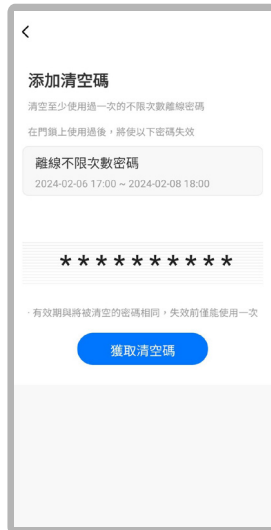 添加清空碼
清空至少使用過一次的不限次數離線密碼
在門鎖上使用過後，將使以下密碼失效
離線不限次數密碼
2024-02-06 17:00 ~ 2024-02-08 18:00
* * * * * * * * * *
· 有效期與將被清空的密碼相同，失效前僅能使用一次
獲取清空碼